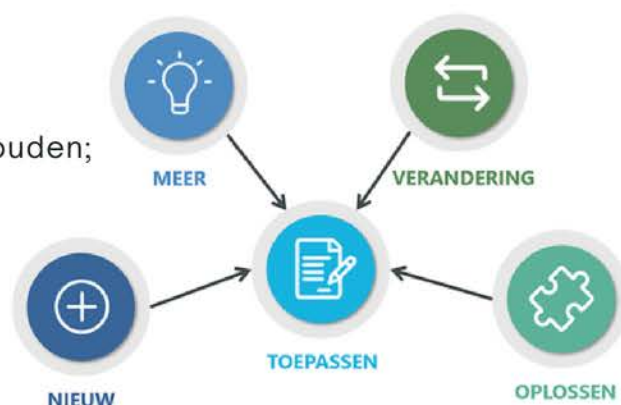 ouden;
MEER
VERANDERING
TOEPASSEN
NIEUW
OPLOSSEN